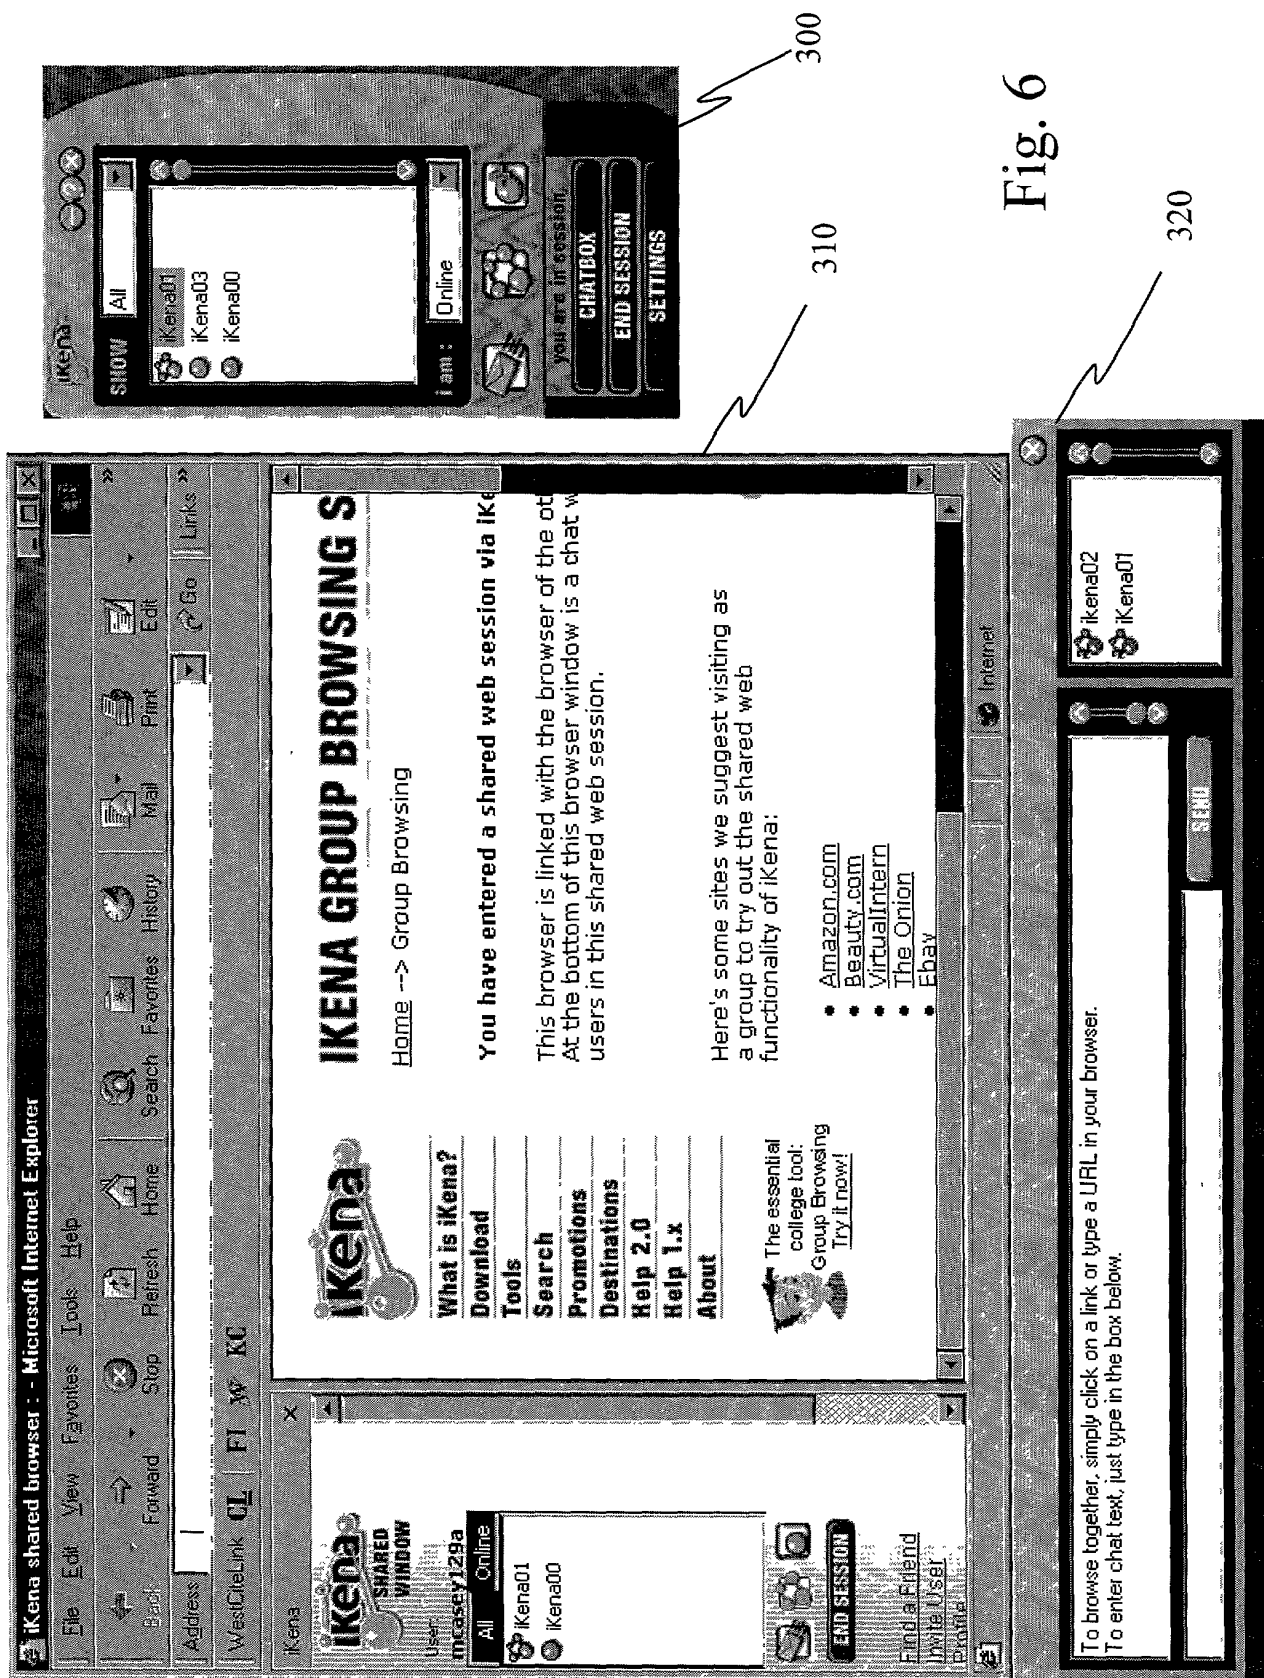 iKena shared browser : - Microsoft Internet Explorer
File Edit View Favorites Tools Help
Back Forward Stop Refresh Home Search Favorites History Mail Print Edit »
Address Go Links »
WestCiteLink CL FI KC
iKena ×
iKena
SHARED
WINDOW
User:
mcasey129a
All Online
iKena01
iKena00
END SESSION
Find a Friend
Invite User
Profile
iKena
What is iKena?
Download
Tools
Search
Promotions
Destinations
Help 2.0
Help 1.x
About
The essential
college tool:
Group Browsing
Try it now!
IKENA GROUP BROWSING S
Home --> Group Browsing
You have entered a shared web session via iKe
This browser is linked with the browser of the ot
At the bottom of this browser window is a chat w
users in this shared web session.
Here's some sites we suggest visiting as
a group to try out the shared web
functionality of iKena:
• Amazon.com
• Beauty.com
• VirtualIntern
• The Onion
• Ebay
Internet
To browse together, simply click on a link or type a URL in your browser.
To enter chat text, just type in the box below.
SEND
ikena02
iKena01
iKena
SHOW All
iKena01
iKena03
iKena00
i am : Online
you are in session.
CHATBOX
END SESSION
SETTINGS
300
310
320
Fig. 6